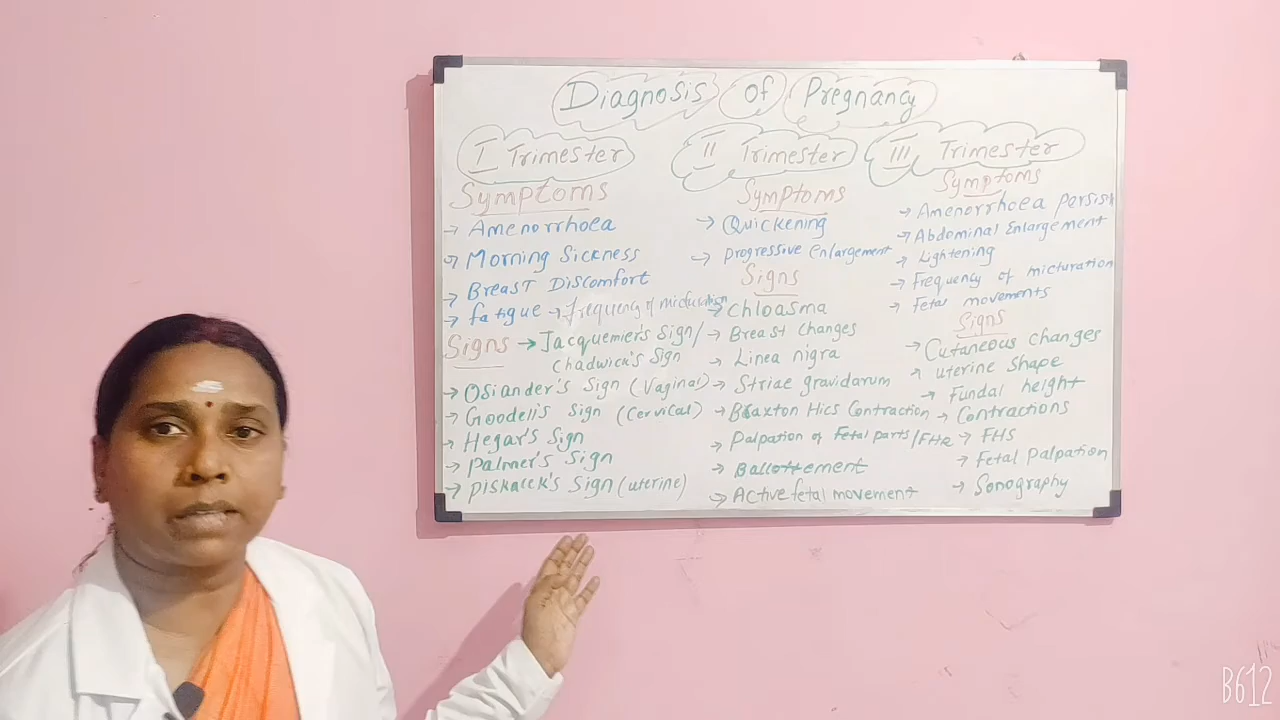 Diagnosis of Pregnancy
I Trimester
Symptoms
→ Amenorrhoea
→ Morning Sickness
→ Breast Discomfort
→ fatigue → Frequency of micturition
Signs → Jacquemier's Sign/
Chadwick's Sign
→ Osiander's Sign (Vaginal)
→ Goodell's Sign (Cervical)
→ Hegar's Sign
→ Palmer's Sign
→ Piskacek's Sign (uterine)
II Trimester
Symptoms
→ Quickening
→ Progressive Enlargement
Signs
→ Chloasma
→ Breast changes
→ Linea nigra
→ Striae gravidarum
→ Braxton Hics Contraction
→ Palpation of Fetal parts/FHR
→ Ballottement
→ Active fetal movement
III Trimester
Symptoms
→ Amenorrhoea Persist
→ Abdominal Enlargement
→ Lightening
→ Frequency of micturation
→ Fetal movements
Signs
→ Cutaneous changes
→ uterine shape
→ Fundal height
→ Contractions
→ FHS
→ Fetal Palpation
→ Sonography
B612